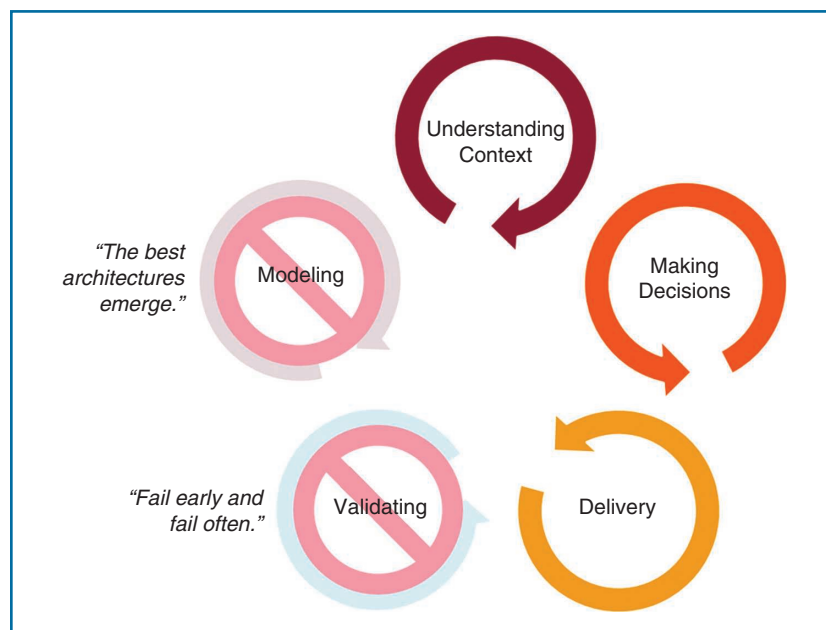 Understanding
Context
“The best
architectures
emerge.”
Modeling
Making
Decisions
“Fail early and
fail often.”
Validating
Delivery